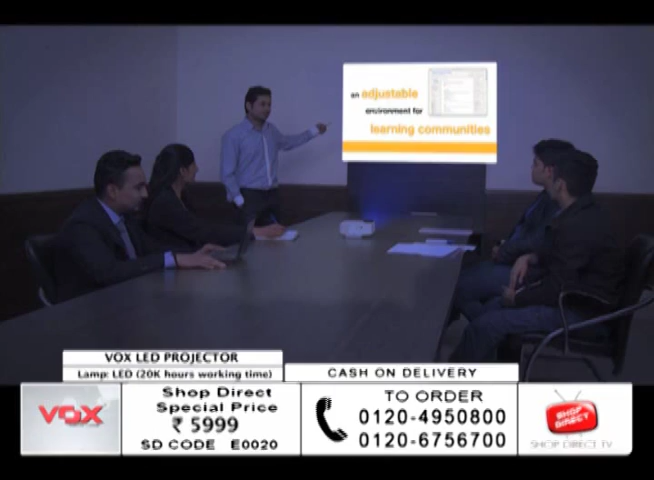 an adjustable
environment for
learning communities
VOX LED PROJECTOR
Lamp: LED (20K hours working time)
CASH ON DELIVERY
VOX
Shop Direct
Special Price
₹ 5999
SD CODE E0020
TO ORDER
0120-4950800
0120-6756700
SHOP
DIRECT
SHOP DIRECT TV